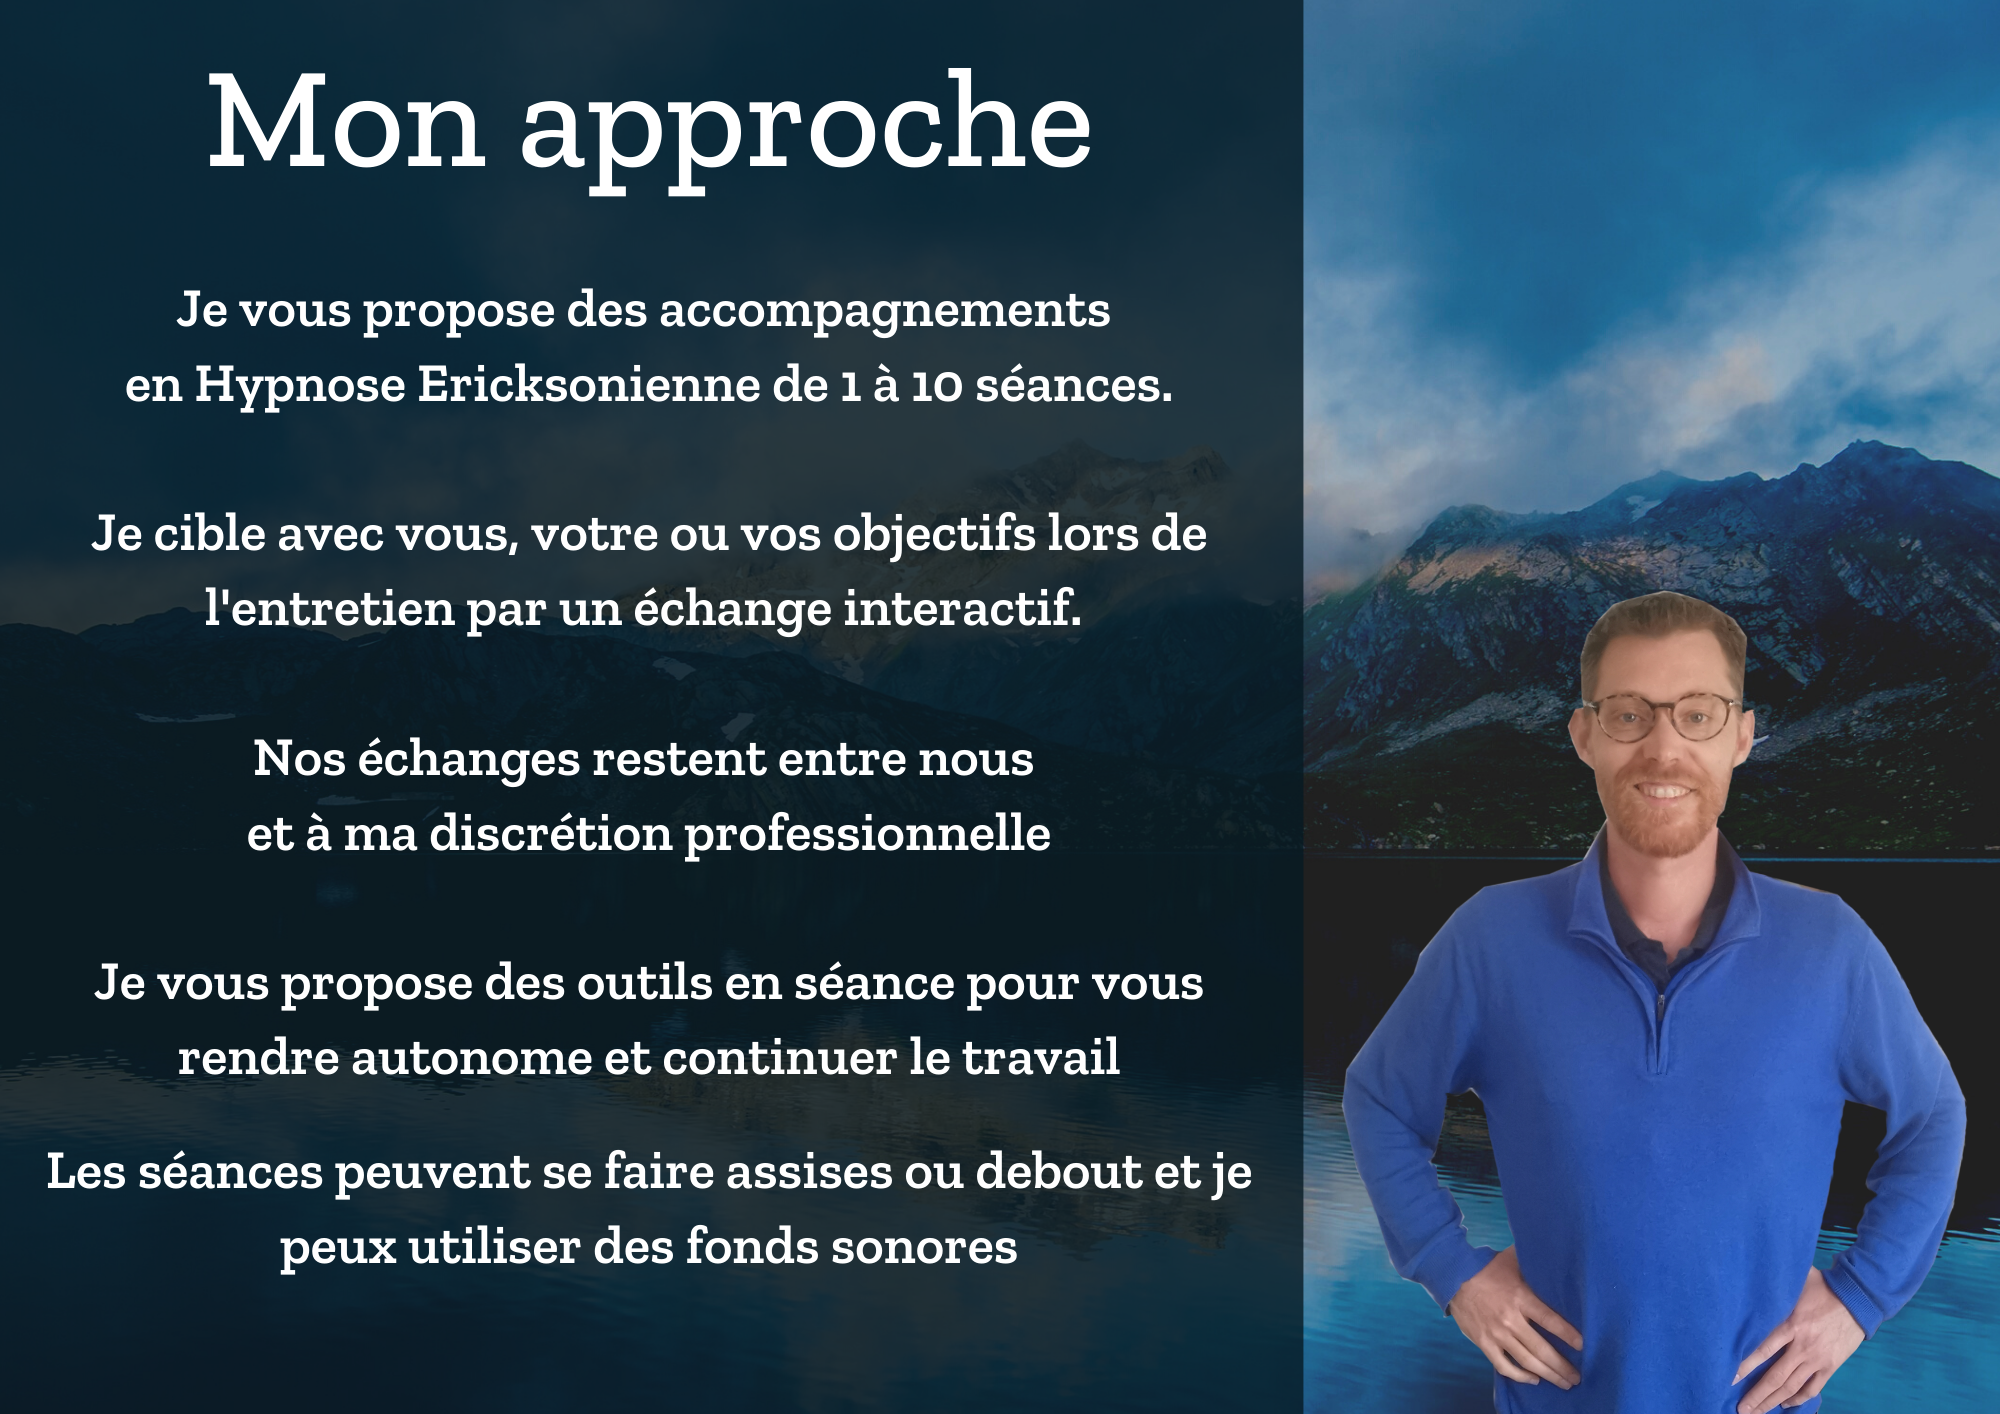 Mon approche
Je vous propose des accompagnements
en Hypnose Ericksonienne de 1 à 10 séances.
Je cible avec vous, votre ou vos objectifs lors de
l'entretien par un échange interactif.
Nos échanges restent entre nous
et à ma discrétion professionnelle
Je vous propose des outils en séance pour vous
rendre autonome et continuer le travail
Les séances peuvent se faire assises ou debout et je
peux utiliser des fonds sonores